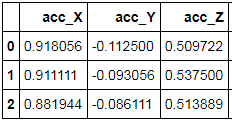 acc_X acc_Y acc_Z
0 0.918056 -0.112500 0.509722
1 0.911111 -0.093056 0.537500
2 0.881944 -0.086111 0.513889